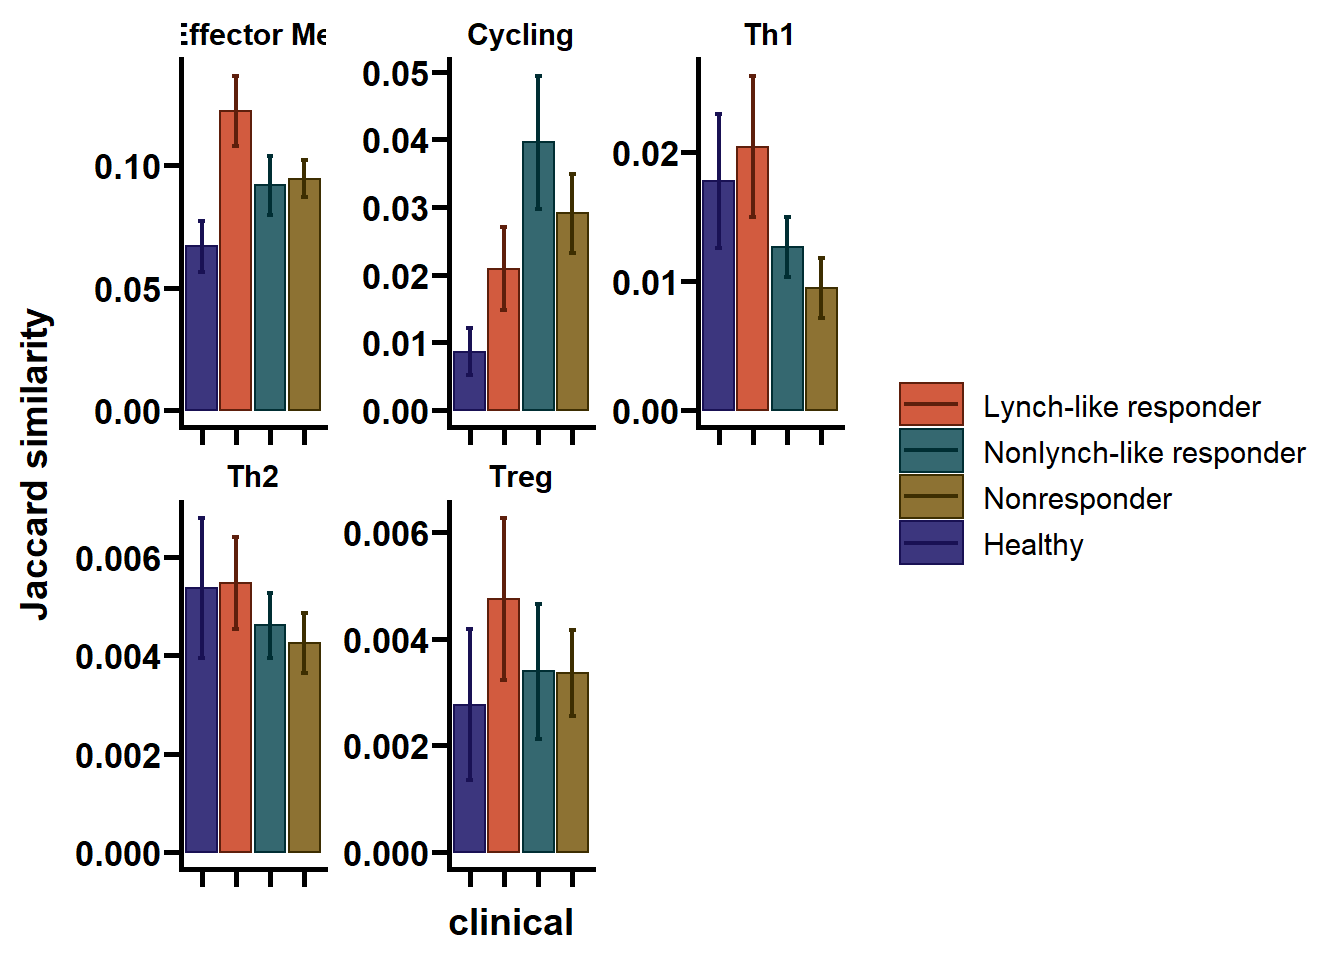 Effector Me
Cycling
Th1
0.10
0.05
0.00
0.05
0.04
0.03
0.02
0.01
0.00
0.02
0.01
0.00
Jaccard similarity
Th2
Treg
0.006
0.004
0.002
0.000
0.006
0.004
0.002
0.000
clinical
Lynch-like responder
Nonlynch-like responder
Nonresponder
Healthy